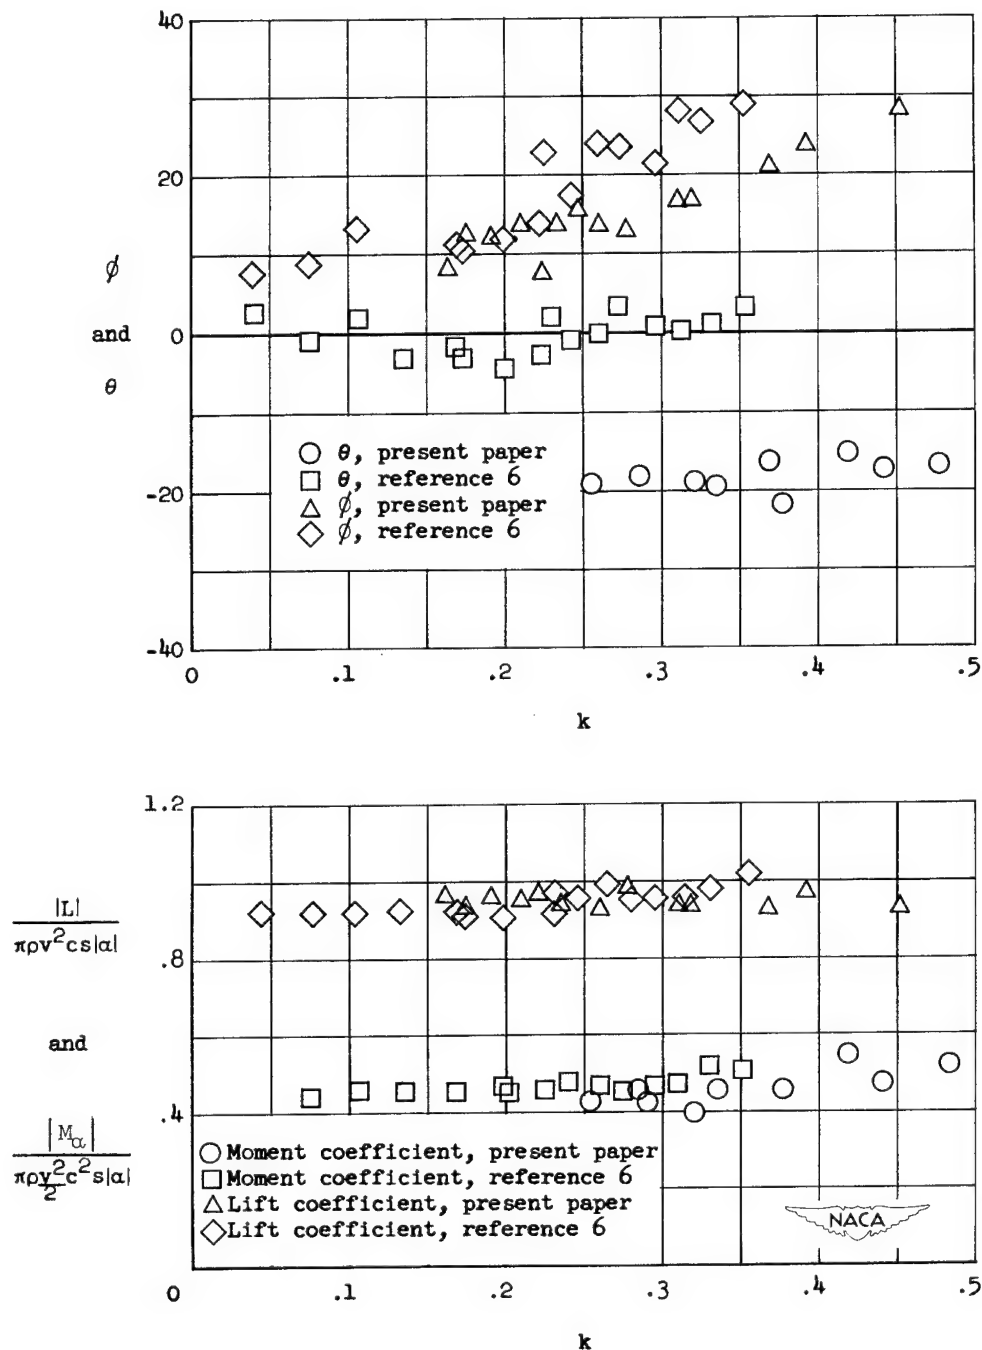 40
20
ϕ
and
0
θ
○ θ, present paper
□ θ, reference 6
△ ϕ, present paper
◇ ϕ, reference 6
-20
-40
0 .1 .2 .3 .4 .5
k
1.2
|L|
πρv²cs|α|
.8
and
.4
|Mα|
πρv²/2 c²s|α|
○ Moment coefficient, present paper
□ Moment coefficient, reference 6
△ Lift coefficient, present paper
◇ Lift coefficient, reference 6
NACA
0 .1 .2 .3 .4 .5
k